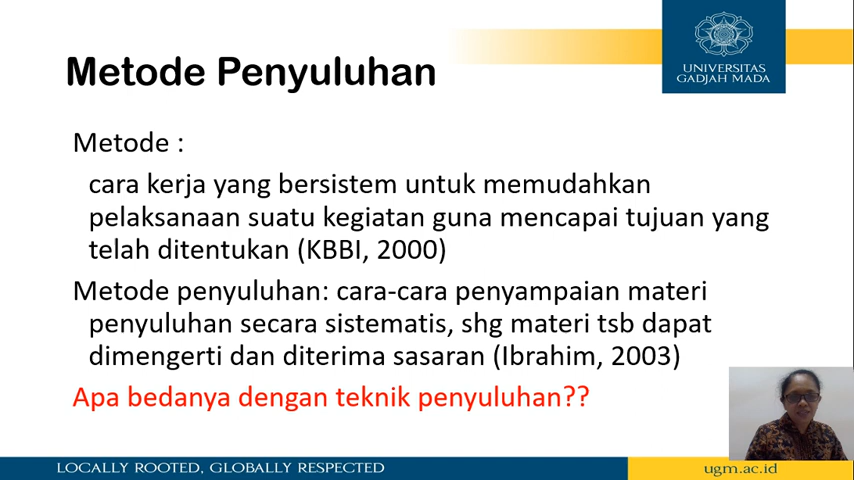 UNIVERSITAS
GADJAH MADA
Metode Penyuluhan
Metode :
cara kerja yang bersistem untuk memudahkan
pelaksanaan suatu kegiatan guna mencapai tujuan yang
telah ditentukan (KBBI, 2000)
Metode penyuluhan: cara-cara penyampaian materi
penyuluhan secara sistematis, shg materi tsb dapat
dimengerti dan diterima sasaran (Ibrahim, 2003)
Apa bedanya dengan teknik penyuluhan??
LOCALLY ROOTED, GLOBALLY RESPECTED
ugm.ac.id